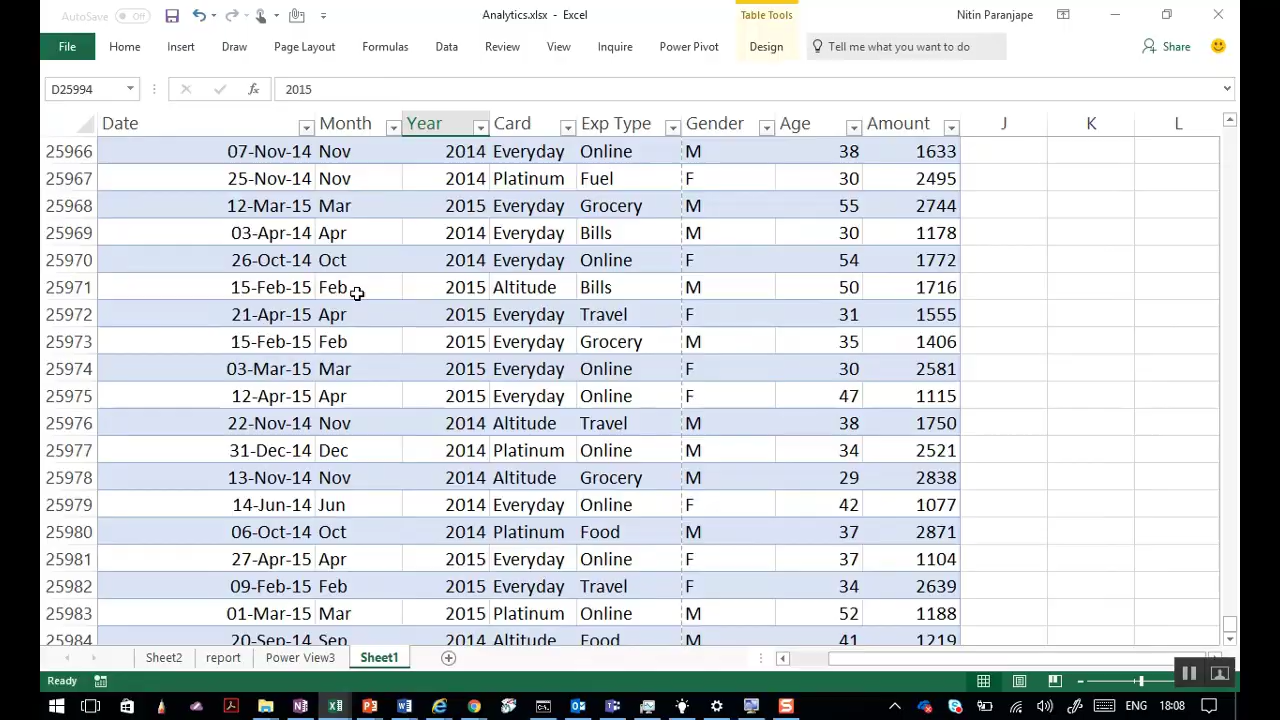 AutoSave Off Analytics.xlsx - Excel Table Tools Nitin Paranjape
File Home Insert Draw Page Layout Formulas Data Review View Inquire Power Pivot Design Tell me what you want to do Share
D25994 fx 2015
Date Month Year Card Exp Type Gender Age Amount J K L
25966 07-Nov-14 Nov 2014 Everyday Online M 38 1633
25967 25-Nov-14 Nov 2014 Platinum Fuel F 30 2495
25968 12-Mar-15 Mar 2015 Everyday Grocery M 55 2744
25969 03-Apr-14 Apr 2014 Everyday Bills M 30 1178
25970 26-Oct-14 Oct 2014 Everyday Online F 54 1772
25971 15-Feb-15 Feb 2015 Altitude Bills M 50 1716
25972 21-Apr-15 Apr 2015 Everyday Travel F 31 1555
25973 15-Feb-15 Feb 2015 Everyday Grocery M 35 1406
25974 03-Mar-15 Mar 2015 Everyday Online F 30 2581
25975 12-Apr-15 Apr 2015 Everyday Online F 47 1115
25976 22-Nov-14 Nov 2014 Altitude Travel M 38 1750
25977 31-Dec-14 Dec 2014 Platinum Online M 34 2521
25978 13-Nov-14 Nov 2014 Altitude Grocery M 29 2838
25979 14-Jun-14 Jun 2014 Everyday Online F 42 1077
25980 06-Oct-14 Oct 2014 Platinum Food M 37 2871
25981 27-Apr-15 Apr 2015 Everyday Online F 37 1104
25982 09-Feb-15 Feb 2015 Everyday Travel F 34 2639
25983 01-Mar-15 Mar 2015 Platinum Online M 52 1188
25984 20-Sep-14 Sep 2014 Altitude Food M 41 1219
Sheet2 report Power View3 Sheet1
Ready
ENG 18:08